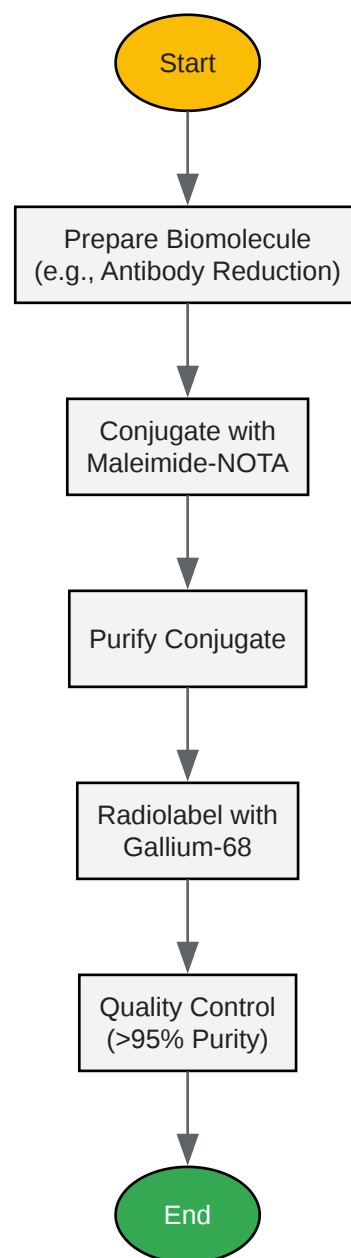 Start
Prepare Biomolecule
(e.g., Antibody Reduction)
Conjugate with
Maleimide-NOTA
Purify Conjugate
Radiolabel with
Gallium-68
Quality Control
(>95% Purity)
End